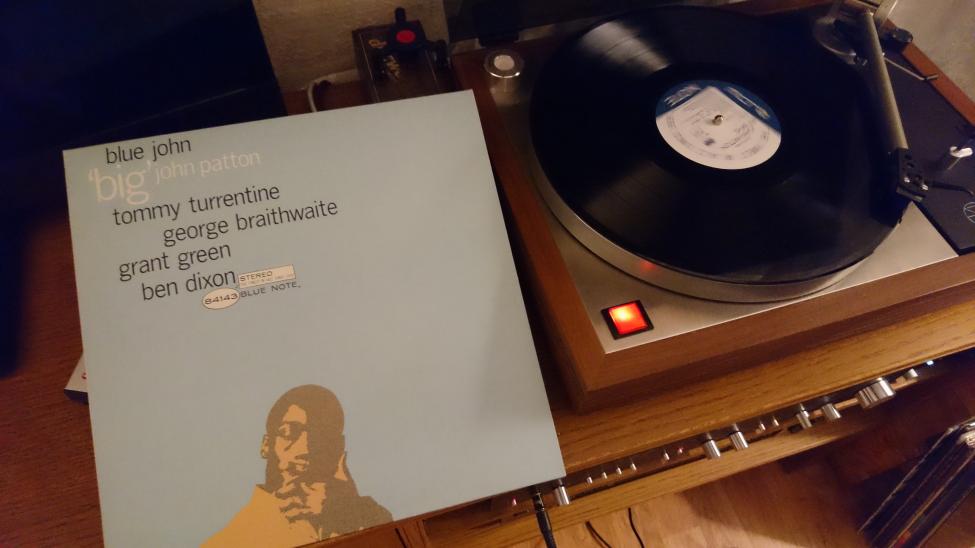 blue john
'big' john patton
tommy turrentine
george braithwaite
grant green
ben dixon
STEREO
84143 BLUE NOTE